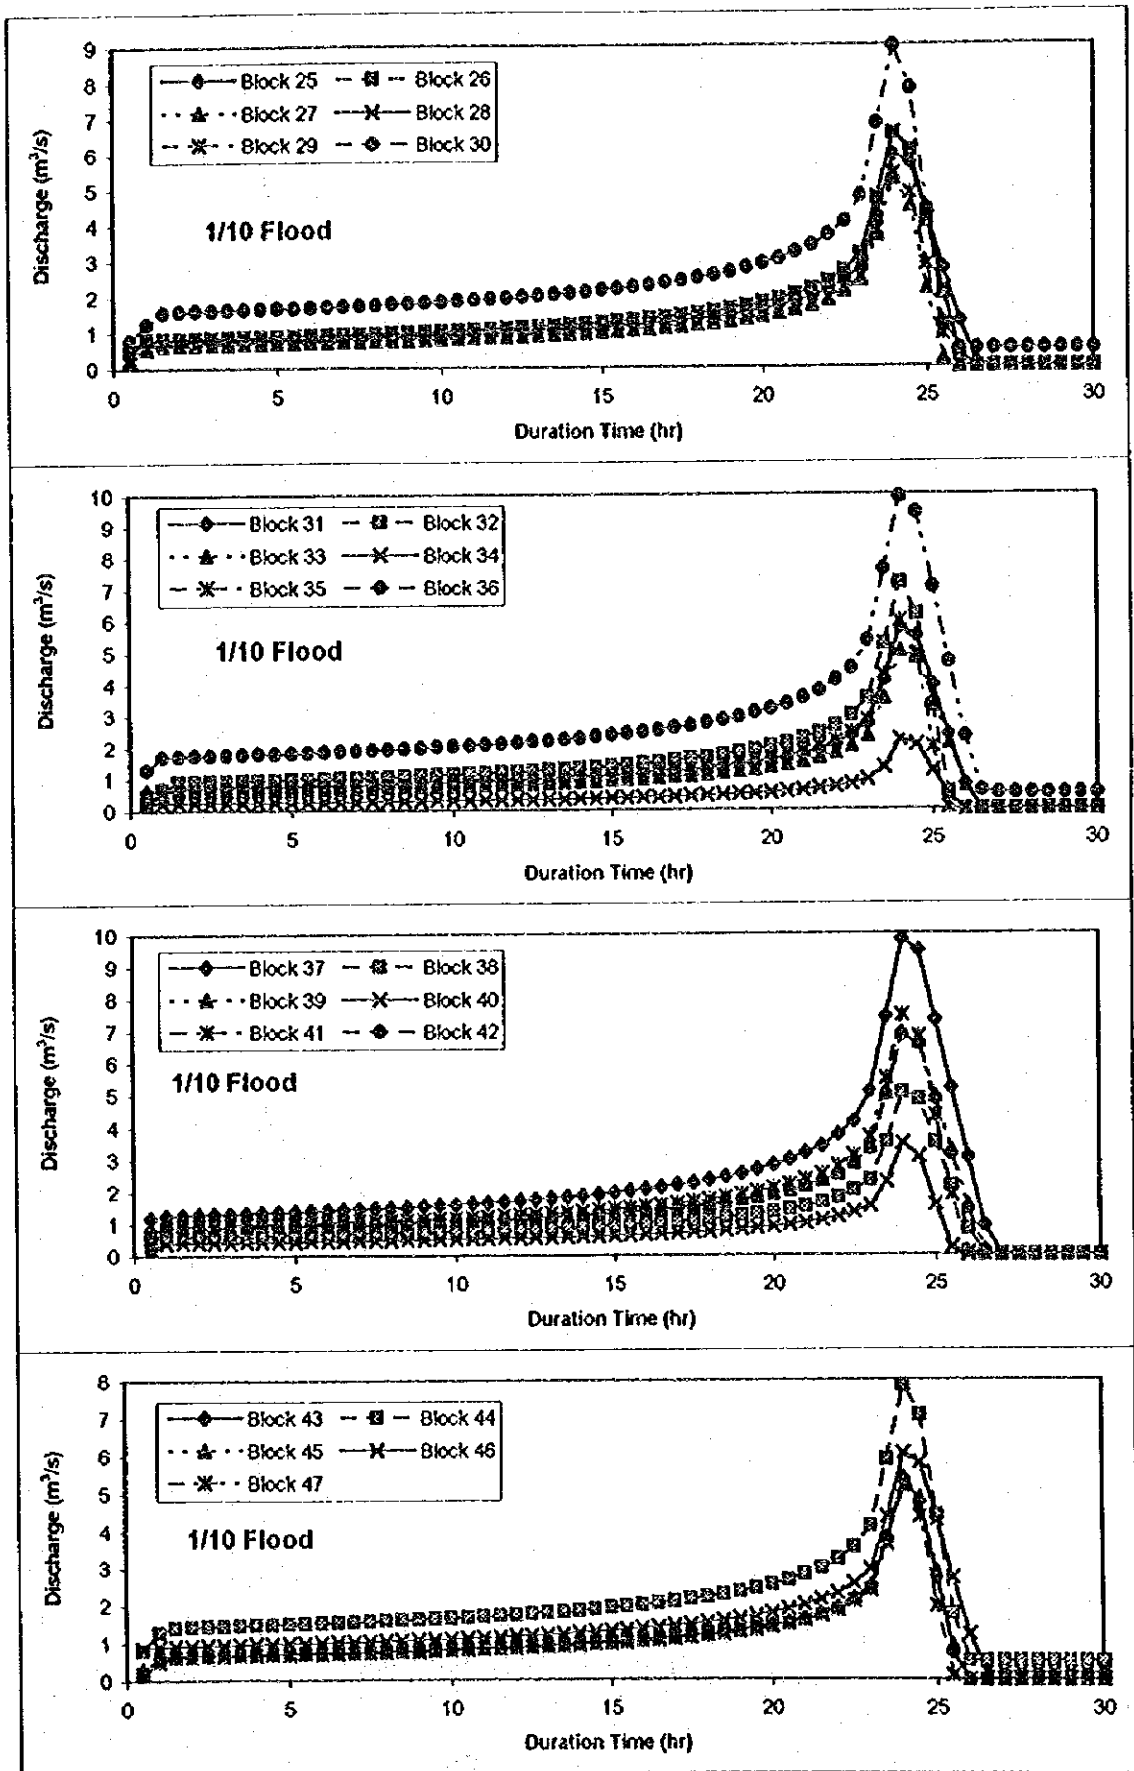 9
8
7
6
5
4
3
2
1
0
Discharge (m³/s)
Block 25 Block 26
Block 27 Block 28
Block 29 Block 30
1/10 Flood
0 5 10 15 20 25 30
Duration Time (hr)
10
9
8
7
6
5
4
3
2
1
0
Discharge (m³/s)
Block 31 Block 32
Block 33 Block 34
Block 35 Block 36
1/10 Flood
0 5 10 15 20 25 30
Duration Time (hr)
10
9
8
7
6
5
4
3
2
1
0
Discharge (m³/s)
Block 37 Block 38
Block 39 Block 40
Block 41 Block 42
1/10 Flood
0 5 10 15 20 25 30
Duration Time (hr)
8
7
6
5
4
3
2
1
0
Discharge (m³/s)
Block 43 Block 44
Block 45 Block 46
Block 47
1/10 Flood
0 5 10 15 20 25 30
Duration Time (hr)